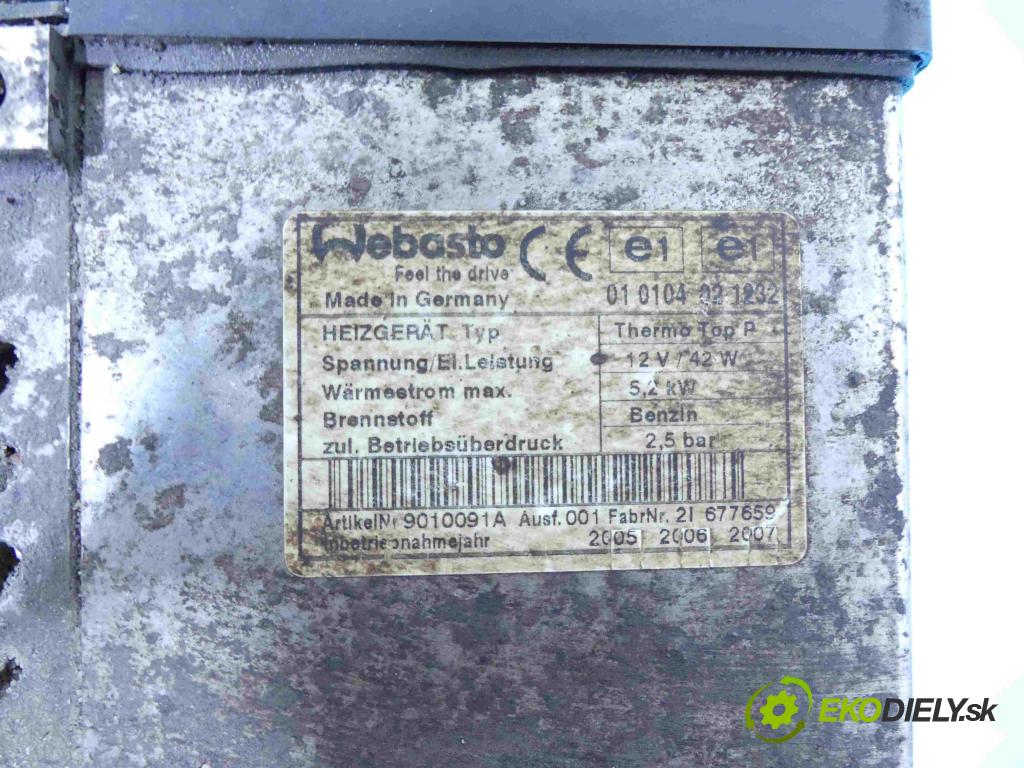 Webasto CE e1 e1
Feel the drive
Made in Germany 01 0104 02 1232
HEIZGERÄT Typ Thermo Top P
Spannung/El.Leistung 12 V / 42 W
Wärmestrom max. 5,2 kW
Brennstoff Benzin
zul. Betriebsüberdruck 2,5 bar
ArtikelNr 9010091A Ausf. 001 FabrNr. 21 677659
Inbetriebnahmejahr 2005 2006 2007
EKODIELY.sk